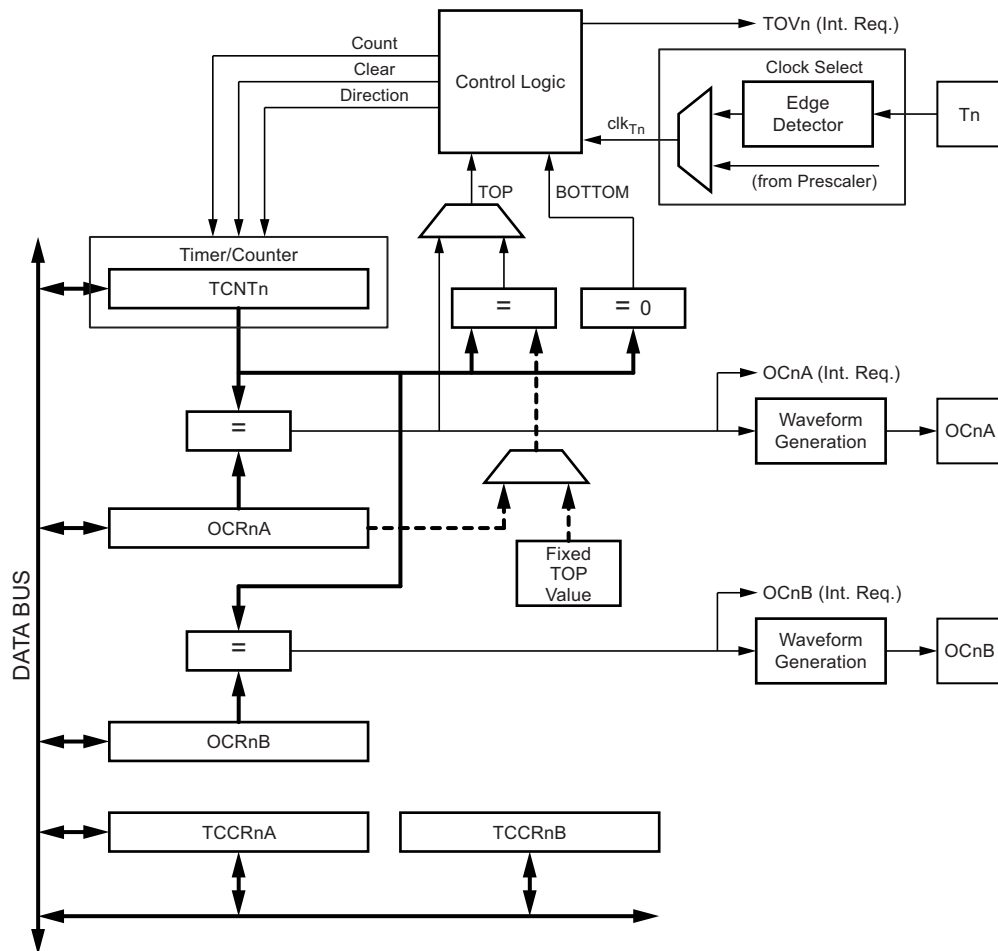 TOVn (Int. Req.)
Count
Clear
Direction
Control Logic
Clock Select
Edge
Detector
Tn
clkTn
(from Prescaler)
TOP
BOTTOM
Timer/Counter
TCNTn
=
= 0
OCnA (Int. Req.)
=
Waveform
Generation
OCnA
OCRnA
Fixed
TOP
Value
DATA BUS
OCnB (Int. Req.)
=
Waveform
Generation
OCnB
OCRnB
TCCRnA
TCCRnB